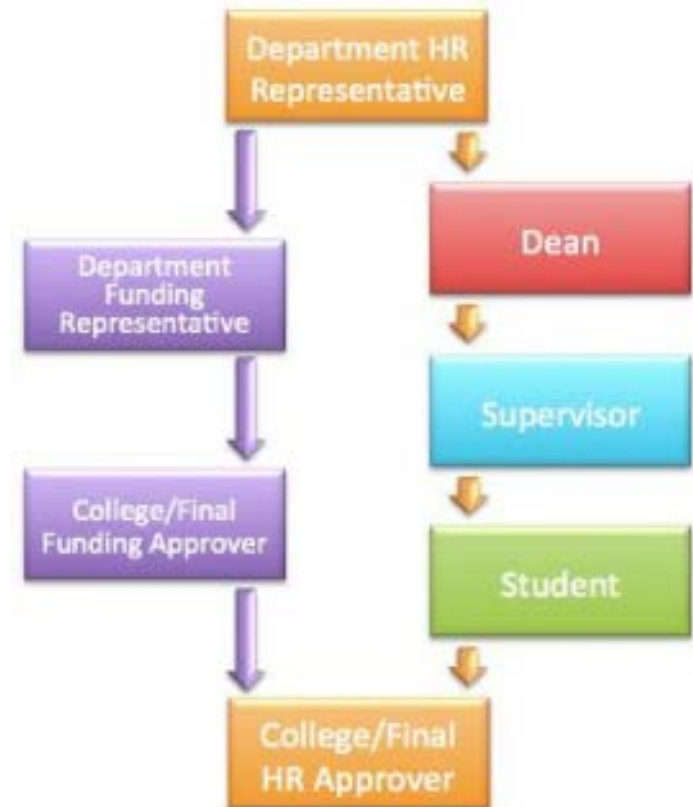 Department HR
Representative
Dean
Department
Funding
Representative
Supervisor
College/Final
Funding Approver
Student
College/Final
HR Approver